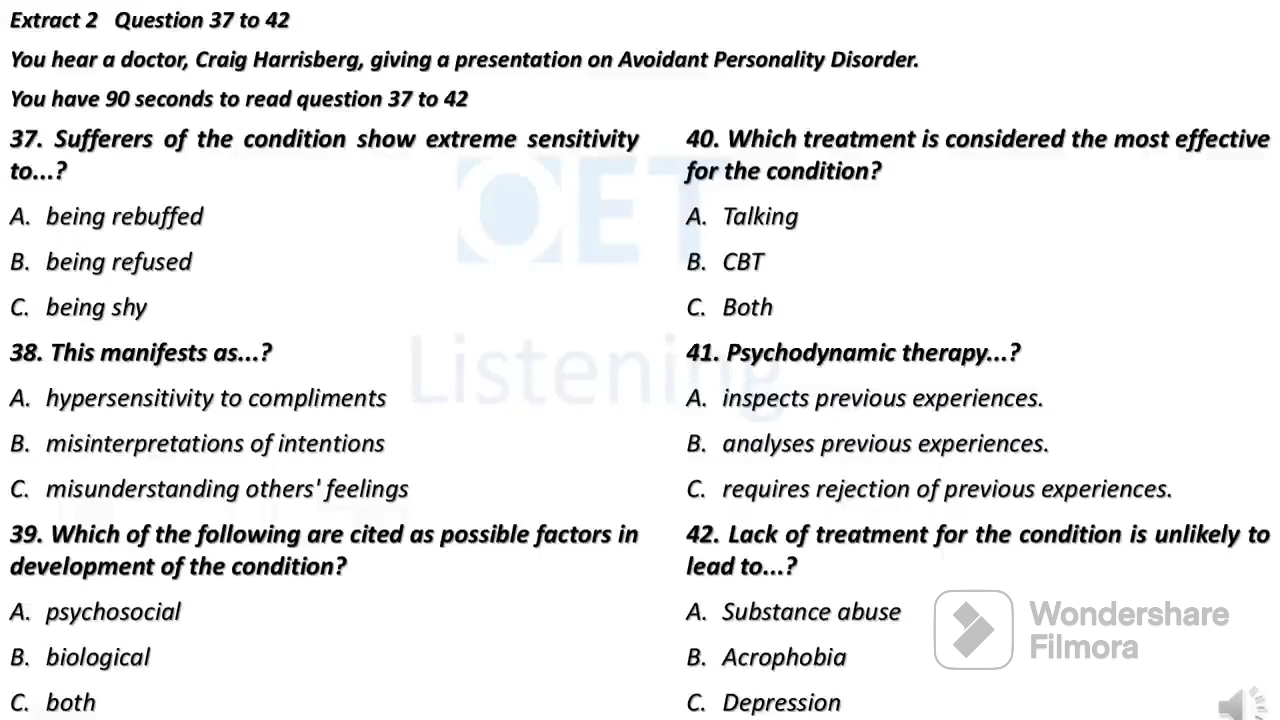 Extract 2 Question 37 to 42
You hear a doctor, Craig Harrisberg, giving a presentation on Avoidant Personality Disorder.
You have 90 seconds to read question 37 to 42
37. Sufferers of the condition show extreme sensitivity
to...?
A. being rebuffed
B. being refused
C. being shy
38. This manifests as...?
A. hypersensitivity to compliments
B. misinterpretations of intentions
C. misunderstanding others' feelings
39. Which of the following are cited as possible factors in
development of the condition?
A. psychosocial
B. biological
C. both
40. Which treatment is considered the most effective
for the condition?
A. Talking
B. CBT
C. Both
41. Psychodynamic therapy...?
A. inspects previous experiences.
B. analyses previous experiences.
C. requires rejection of previous experiences.
42. Lack of treatment for the condition is unlikely to
lead to...?
A. Substance abuse
B. Acrophobia
C. Depression
OET
Listening
Wondershare
Filmora